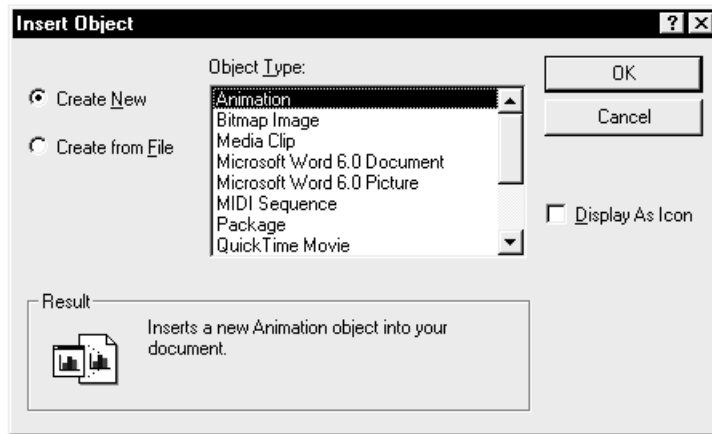 Insert Object
Object Type:
Create New
Create from File
Animation
Bitmap Image
Media Clip
Microsoft Word 6.0 Document
Microsoft Word 6.0 Picture
MIDI Sequence
Package
QuickTime Movie
OK
Cancel
Display As Icon
Result
Inserts a new Animation object into your
document.